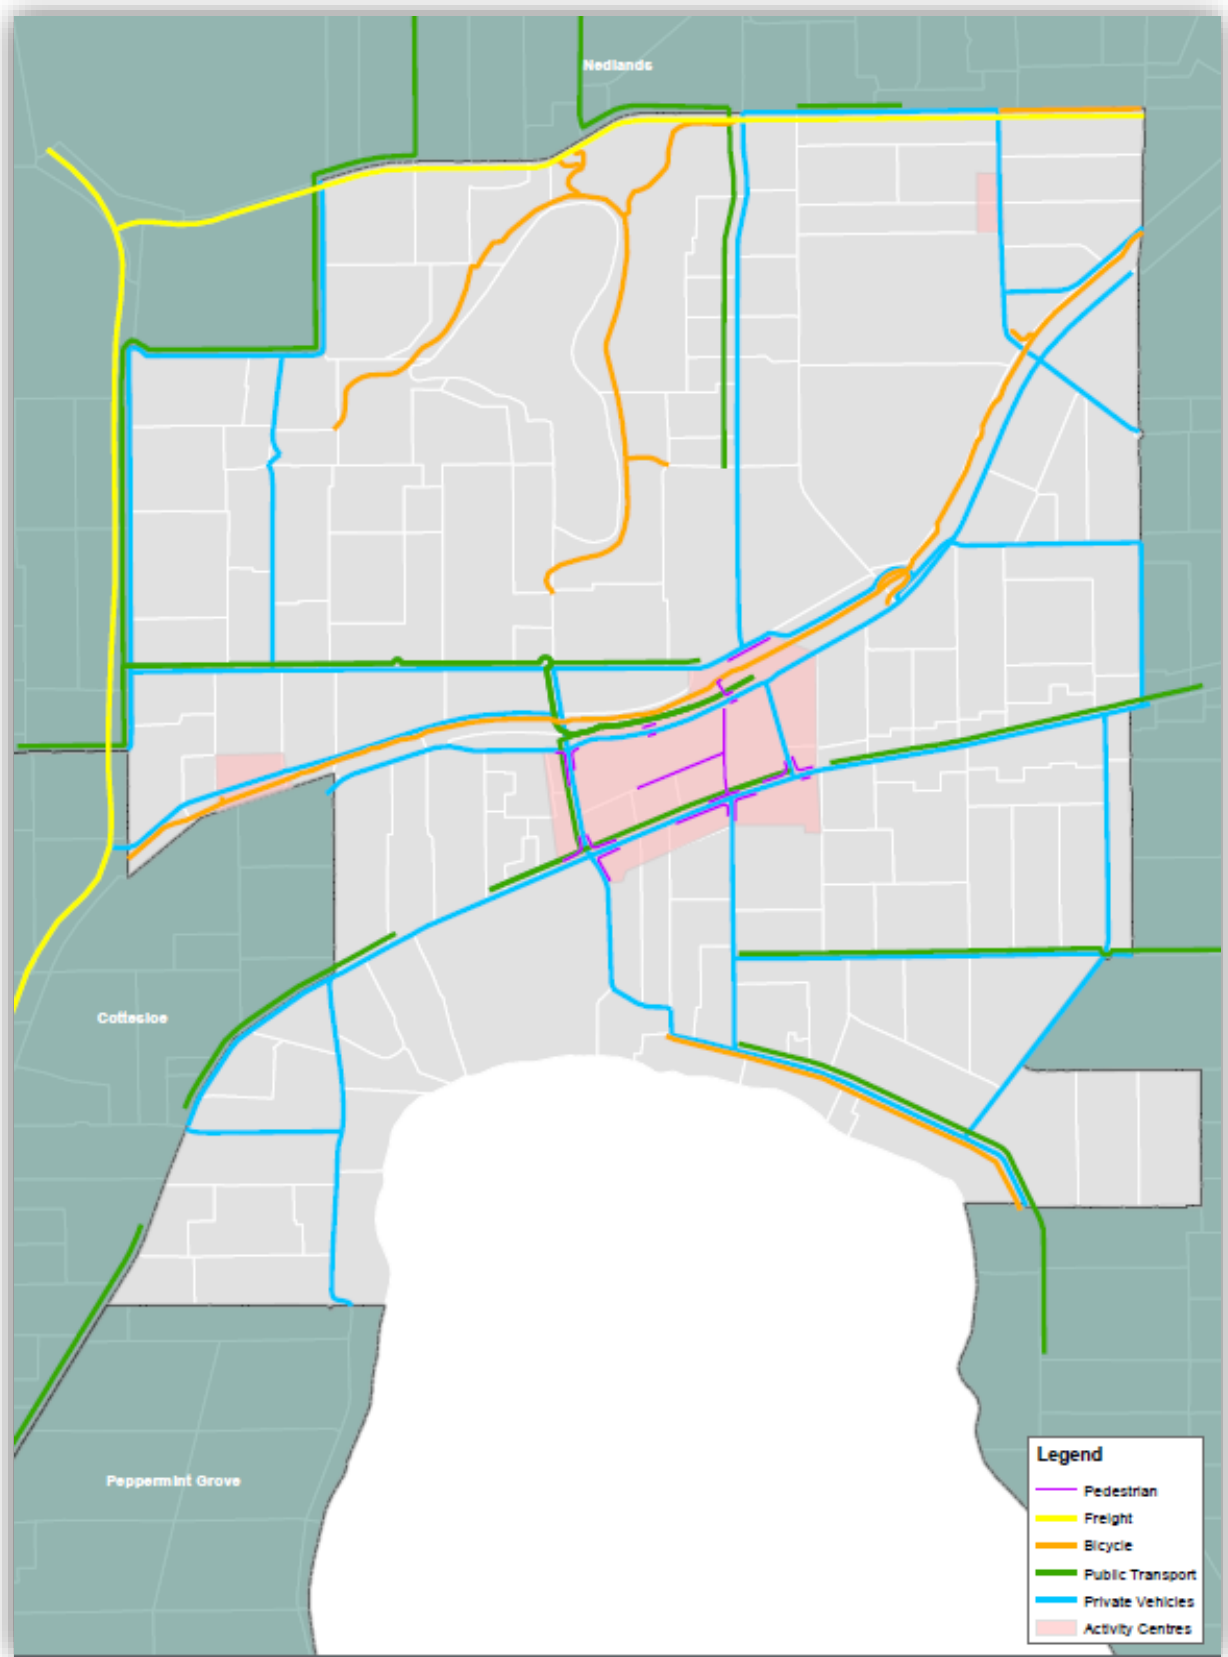 Nedlands
Cottesloe
Peppermint Grove
Legend
Pedestrian
Freight
Bicycle
Public Transport
Private Vehicles
Activity Centres